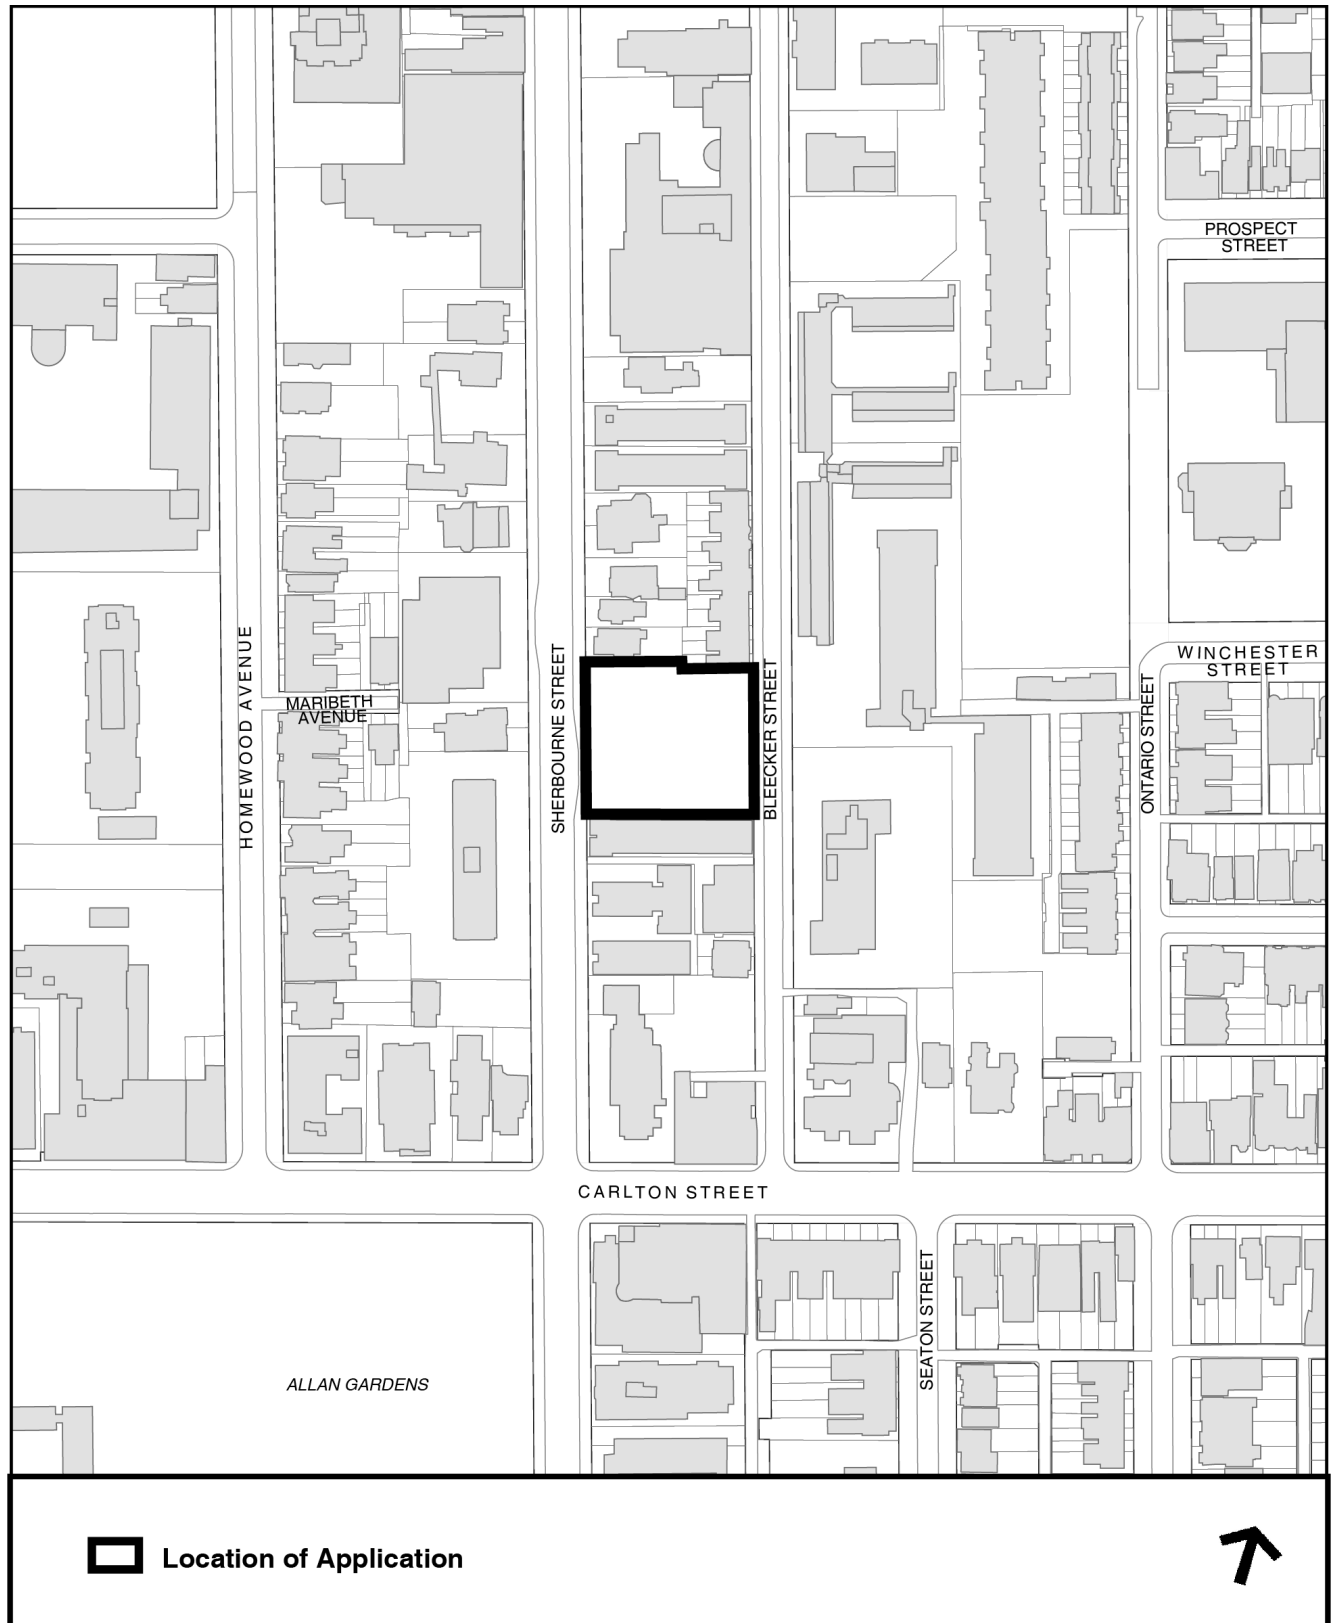 PROSPECT
STREET
HOMEWOOD AVENUE
MARIBETH
AVENUE
SHERBOURNE STREET
BLEECKER STREET
WINCHESTER
STREET
ONTARIO STREET
CARLTON STREET
SEATON STREET
ALLAN GARDENS
Location of Application